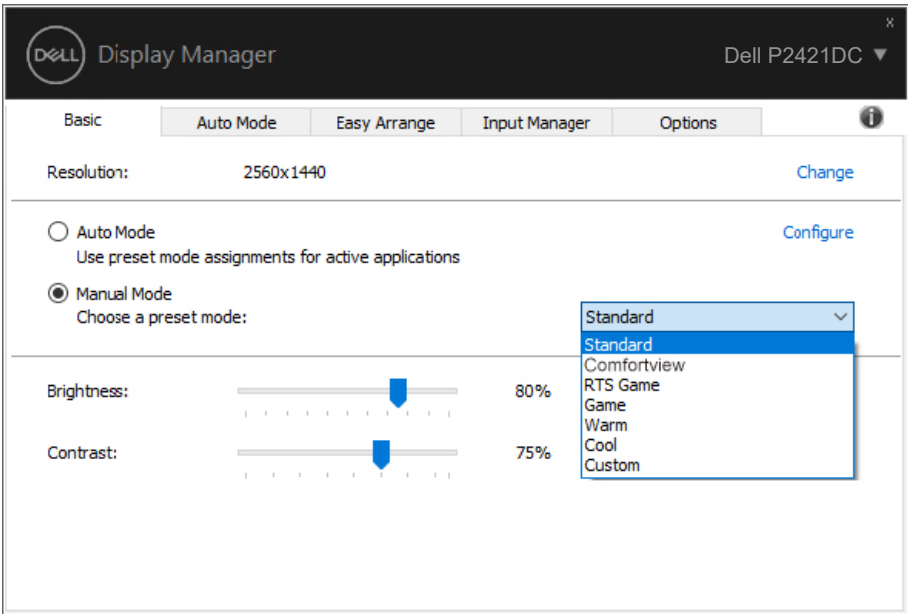 x
DELL Display Manager
Dell P2421DC
Basic Auto Mode Easy Arrange Input Manager Options
Resolution: 2560x1440 Change
Auto Mode Configure
Use preset mode assignments for active applications
Manual Mode
Choose a preset mode: Standard
Standard
Comfortview
RTS Game
Game
Warm
Cool
Custom
Brightness: 80%
Contrast: 75%